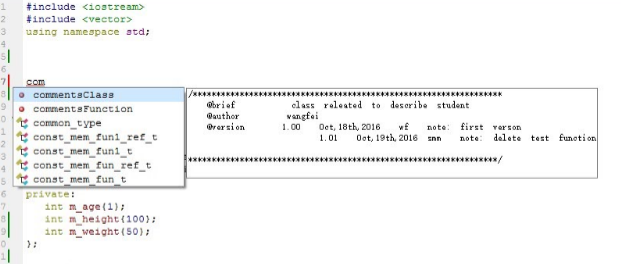 #include <iostream>
#include <vector>
using namespace std;
com
commentsClass
commentsFunction
common_type
const_mem_fun1_ref_t
const_mem_fun1_t
const_mem_fun_ref_t
const_mem_fun_t
/******************************************************************
@brief class releated to describe student
@author wangfei
@version 1.00 Oct,18th,2016 wf note: first verson
1.01 Oct,19th,2016 smn note: delete test function
******************************************************************/
private:
int m_age(1);
int m_height(100);
int m_weight(50);
};